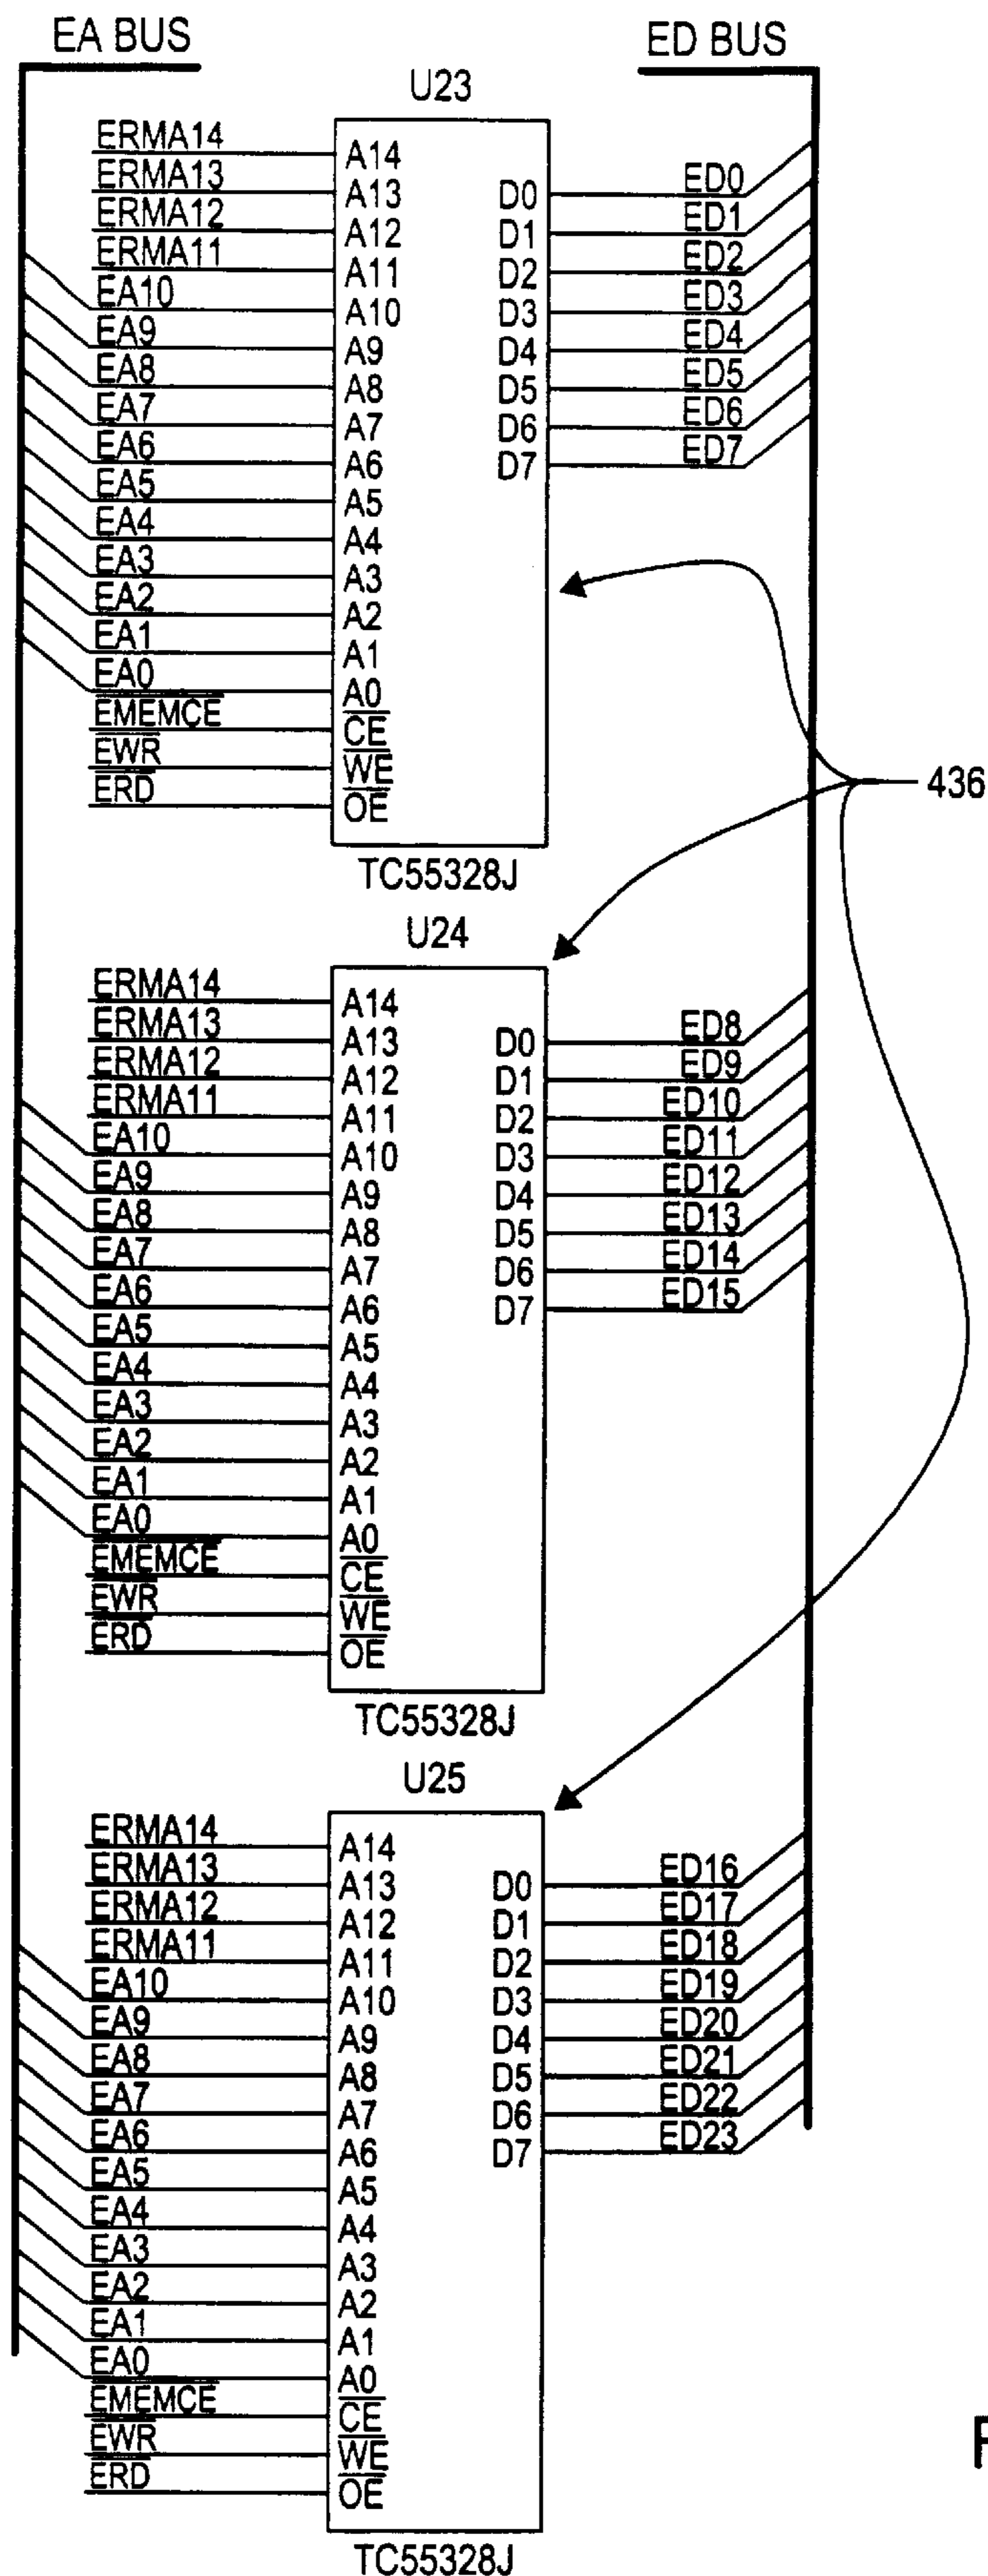 EA BUS
ED BUS
U23
ERMA14 A14
ERMA13 A13 D0 ED0
ERMA12 A12 D1 ED1
ERMA11 A11 D2 ED2
EA10 A10 D3 ED3
EA9 A9 D4 ED4
EA8 A8 D5 ED5
EA7 A7 D6 ED6
EA6 A6 D7 ED7
EA5 A5
EA4 A4
EA3 A3
EA2 A2
EA1 A1
EA0 A0
EMEMCE CE
EWR WE
ERD OE
436
TC55328J
U24
ERMA14 A14
ERMA13 A13 D0 ED8
ERMA12 A12 D1 ED9
ERMA11 A11 D2 ED10
EA10 A10 D3 ED11
EA9 A9 D4 ED12
EA8 A8 D5 ED13
EA7 A7 D6 ED14
EA6 A6 D7 ED15
EA5 A5
EA4 A4
EA3 A3
EA2 A2
EA1 A1
EA0 A0
EMEMCE CE
EWR WE
ERD OE
TC55328J
U25
ERMA14 A14
ERMA13 A13 D0 ED16
ERMA12 A12 D1 ED17
ERMA11 A11 D2 ED18
EA10 A10 D3 ED19
EA9 A9 D4 ED20
EA8 A8 D5 ED21
EA7 A7 D6 ED22
EA6 A6 D7 ED23
EA5 A5
EA4 A4
EA3 A3
EA2 A2
EA1 A1
EA0 A0
EMEMCE CE
EWR WE
ERD OE
TC55328J